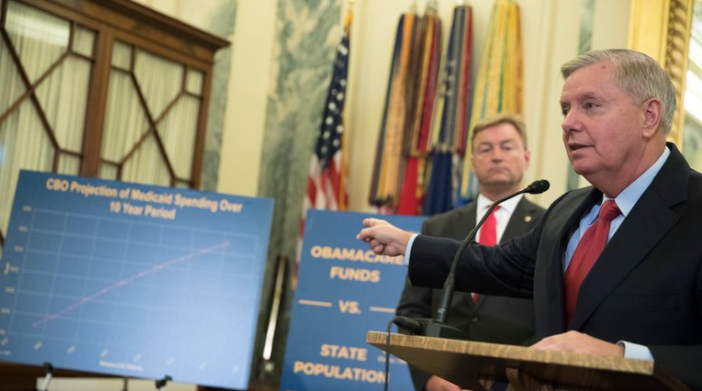 CBO Projection of Medicaid Spending Over
10 Year Period
OBAMACARE
FUNDS
VS.
STATE
POPULATION